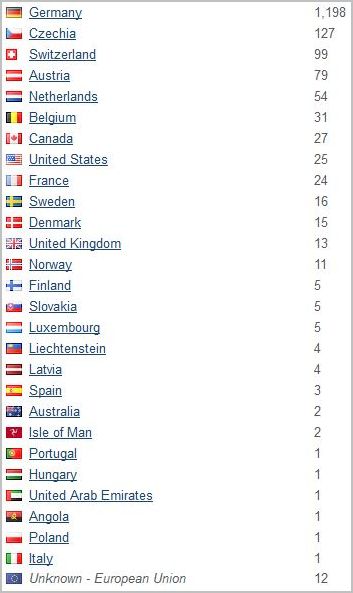 Germany 1,198
Czechia 127
Switzerland 99
Austria 79
Netherlands 54
Belgium 31
Canada 27
United States 25
France 24
Sweden 16
Denmark 15
United Kingdom 13
Norway 11
Finland 5
Slovakia 5
Luxembourg 5
Liechtenstein 4
Latvia 4
Spain 3
Australia 2
Isle of Man 2
Portugal 1
Hungary 1
United Arab Emirates 1
Angola 1
Poland 1
Italy 1
Unknown - European Union 12